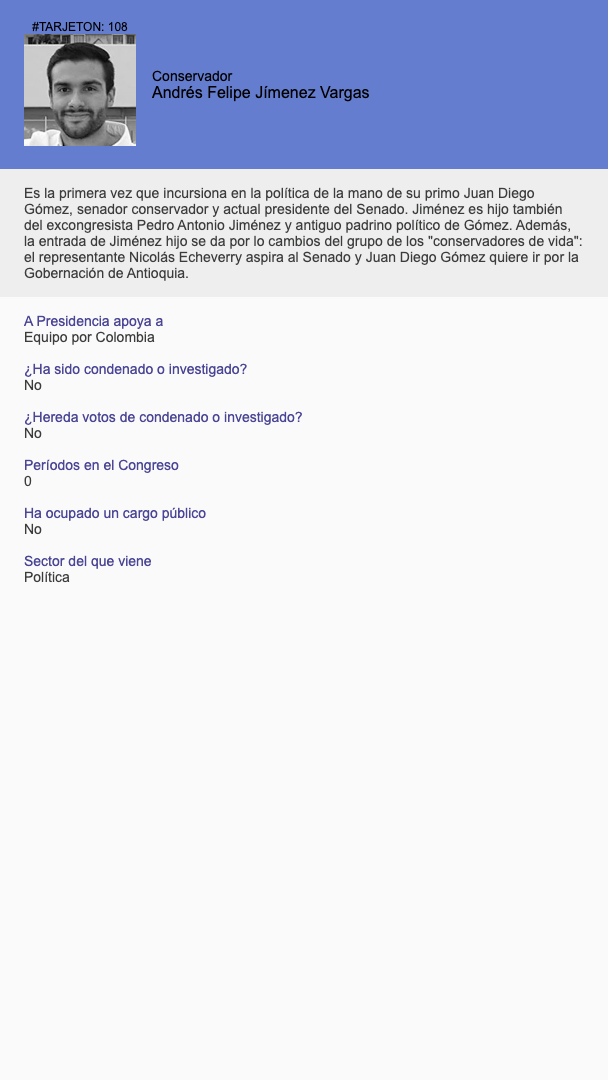 #TARJETON: 108
Conservador
Andrés Felipe Jímenez Vargas
Es la primera vez que incursiona en la política de la mano de su primo Juan Diego
Gómez, senador conservador y actual presidente del Senado. Jiménez es hijo también
del excongresista Pedro Antonio Jiménez y antiguo padrino político de Gómez. Además,
la entrada de Jiménez hijo se da por lo cambios del grupo de los "conservadores de vida":
el representante Nicolás Echeverry aspira al Senado y Juan Diego Gómez quiere ir por la
Gobernación de Antioquia.
A Presidencia apoya a
Equipo por Colombia
¿Ha sido condenado o investigado?
No
¿Hereda votos de condenado o investigado?
No
Períodos en el Congreso
0
Ha ocupado un cargo público
No
Sector del que viene
Política